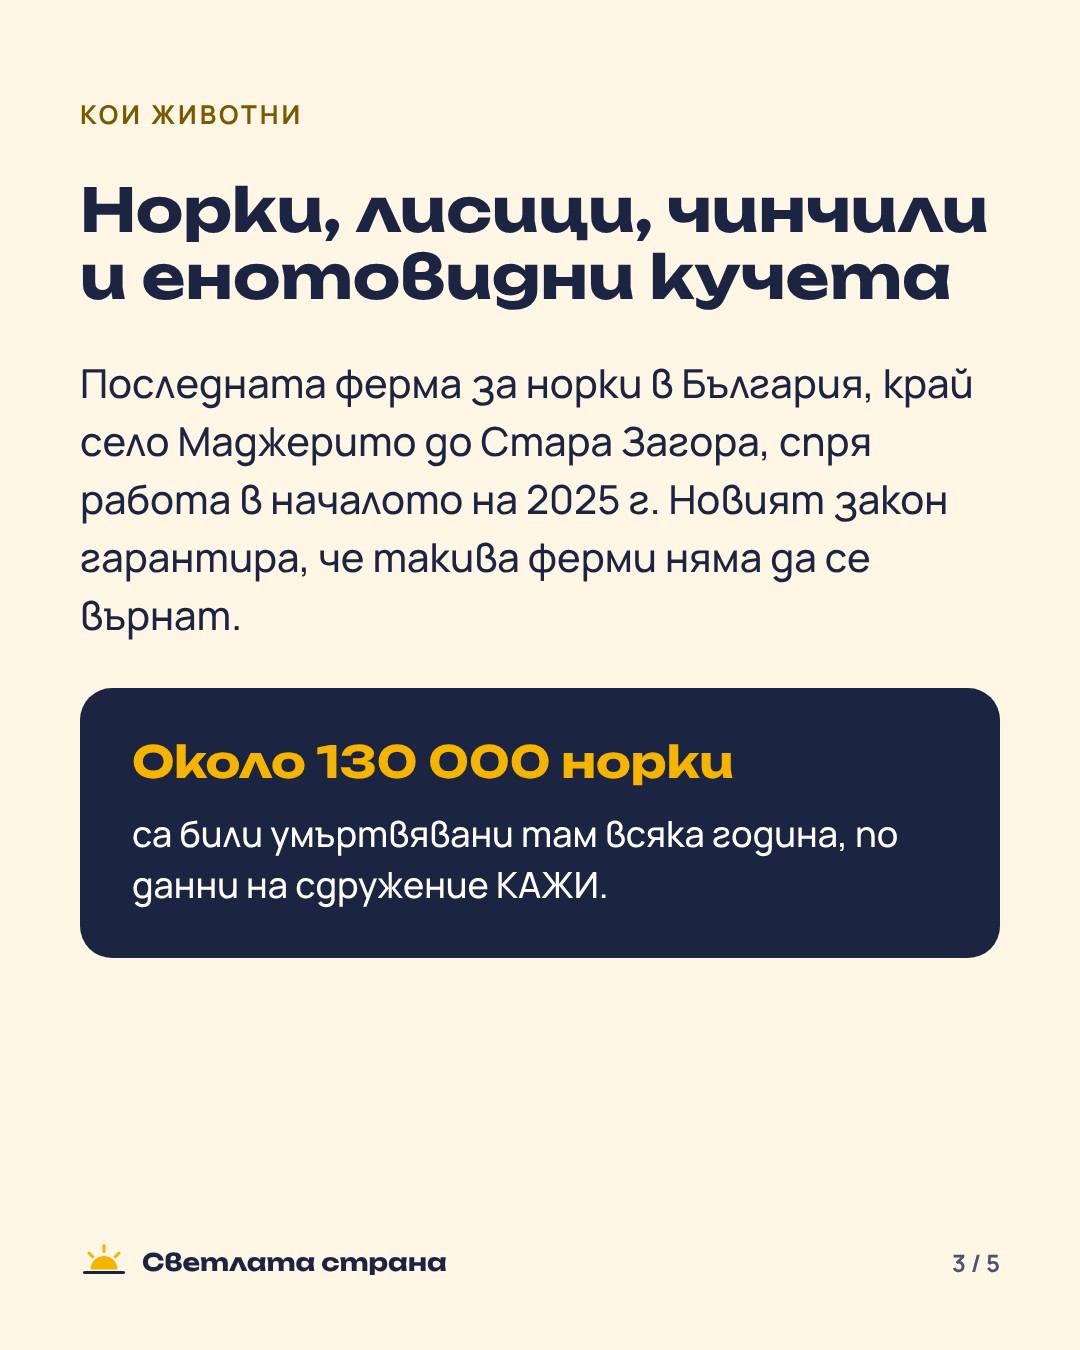 КОИ ЖИВОТНИ
Норки, лисици, чинчили
и енотовидни кучета
Последната ферма за норки в България, край
село Маджерито до Стара Загора, спря
работа в началото на 2025 г. Новият закон
гарантира, че такива ферми няма да се
върнат.
Около 130 000 норки
са били умъртвявани там всяка година, по
данни на сдружение КАЖИ.
Светлата страна
3 / 5